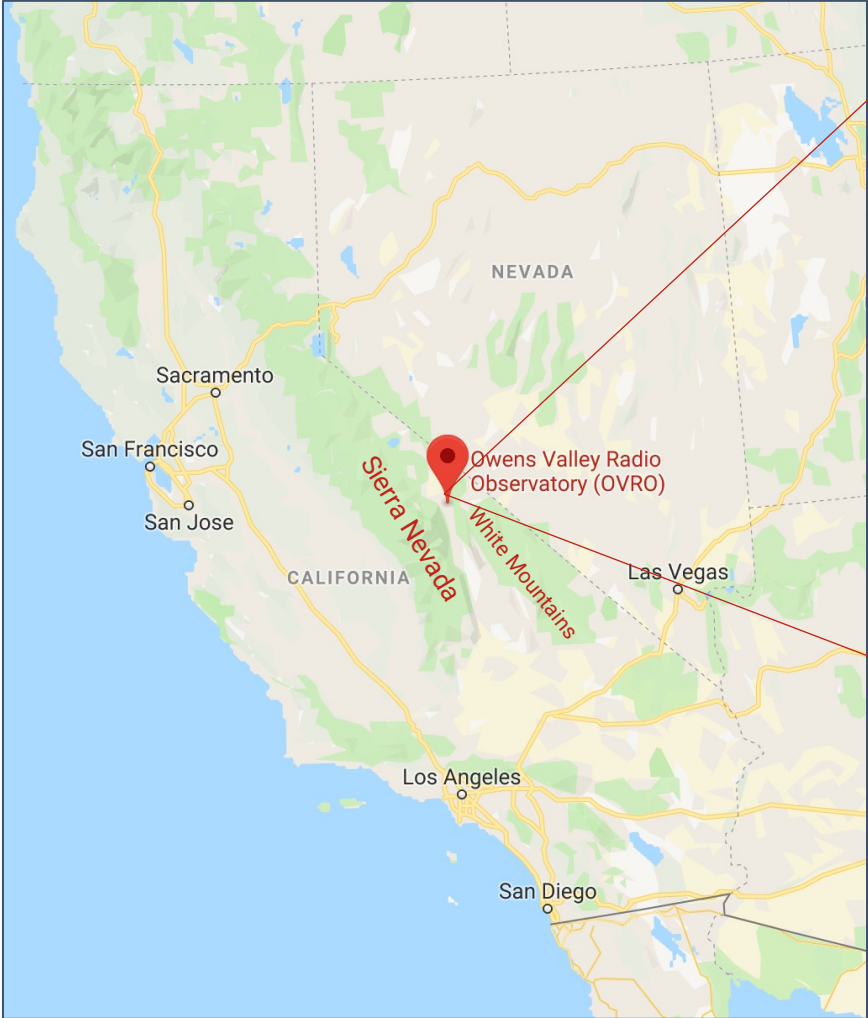 NEVADA
Sacramento
San Francisco
Owens Valley Radio
Observatory (OVRO)
Sierra Nevada
White Mountains
San Jose
CALIFORNIA
Las Vegas
Los Angeles
San Diego